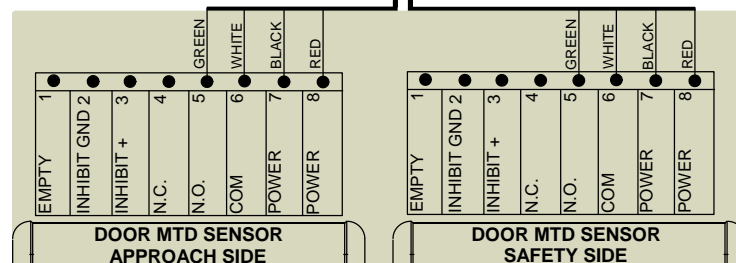 GREEN
WHITE
BLACK
RED
1 EMPTY
2 INHIBIT GND
3 INHIBIT +
4 N.C.
5 N.O.
6 COM
7 POWER
8 POWER
DOOR MTD SENSOR
APPROACH SIDE
GREEN
WHITE
BLACK
RED
1 EMPTY
2 INHIBIT GND
3 INHIBIT +
4 N.C.
5 N.O.
6 COM
7 POWER
8 POWER
DOOR MTD SENSOR
SAFETY SIDE